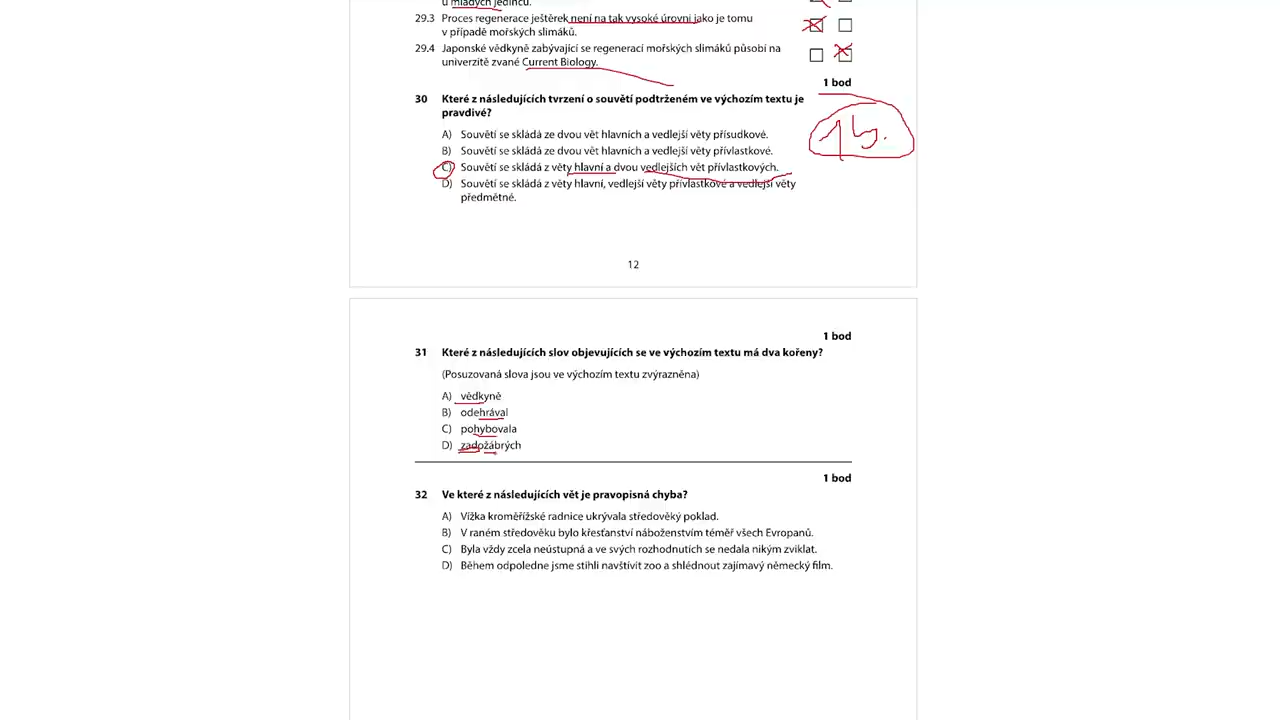 u mladých jedinců.
29.3 Proces regenerace ještěrek není na tak vysoké úrovni jako je tomu
v případě mořských slimáků.
29.4 Japonské vědkyně zabývající se regenerací mořských slimáků působí na
univerzitě zvané Current Biology.
1 bod
30 Které z následujících tvrzení o souvětí podtrženém ve výchozím textu je
pravdivé?
1 b.
A) Souvětí se skládá ze dvou vět hlavních a vedlejší věty přísudkové.
B) Souvětí se skládá ze dvou vět hlavních a vedlejší věty přívlastkové.
C) Souvětí se skládá z věty hlavní a dvou vedlejších vět přívlastkových.
D) Souvětí se skládá z věty hlavní, vedlejší věty přívlastkové a vedlejší věty
předmětné.
12
1 bod
31 Které z následujících slov objevujících se ve výchozím textu má dva kořeny?
(Posuzovaná slova jsou ve výchozím textu zvýrazněna)
A) vědkyně
B) odehrával
C) pohybovala
D) zadožábrých
1 bod
32 Ve které z následujících vět je pravopisná chyba?
A) Vížka kroměřížské radnice ukrývala středověký poklad.
B) V raném středověku bylo křesťanství náboženstvím téměř všech Evropanů.
C) Byla vždy zcela neústupná a ve svých rozhodnutích se nedala nikým zviklat.
D) Během odpoledne jsme stihli navštívit zoo a shlédnout zajímavý německý film.